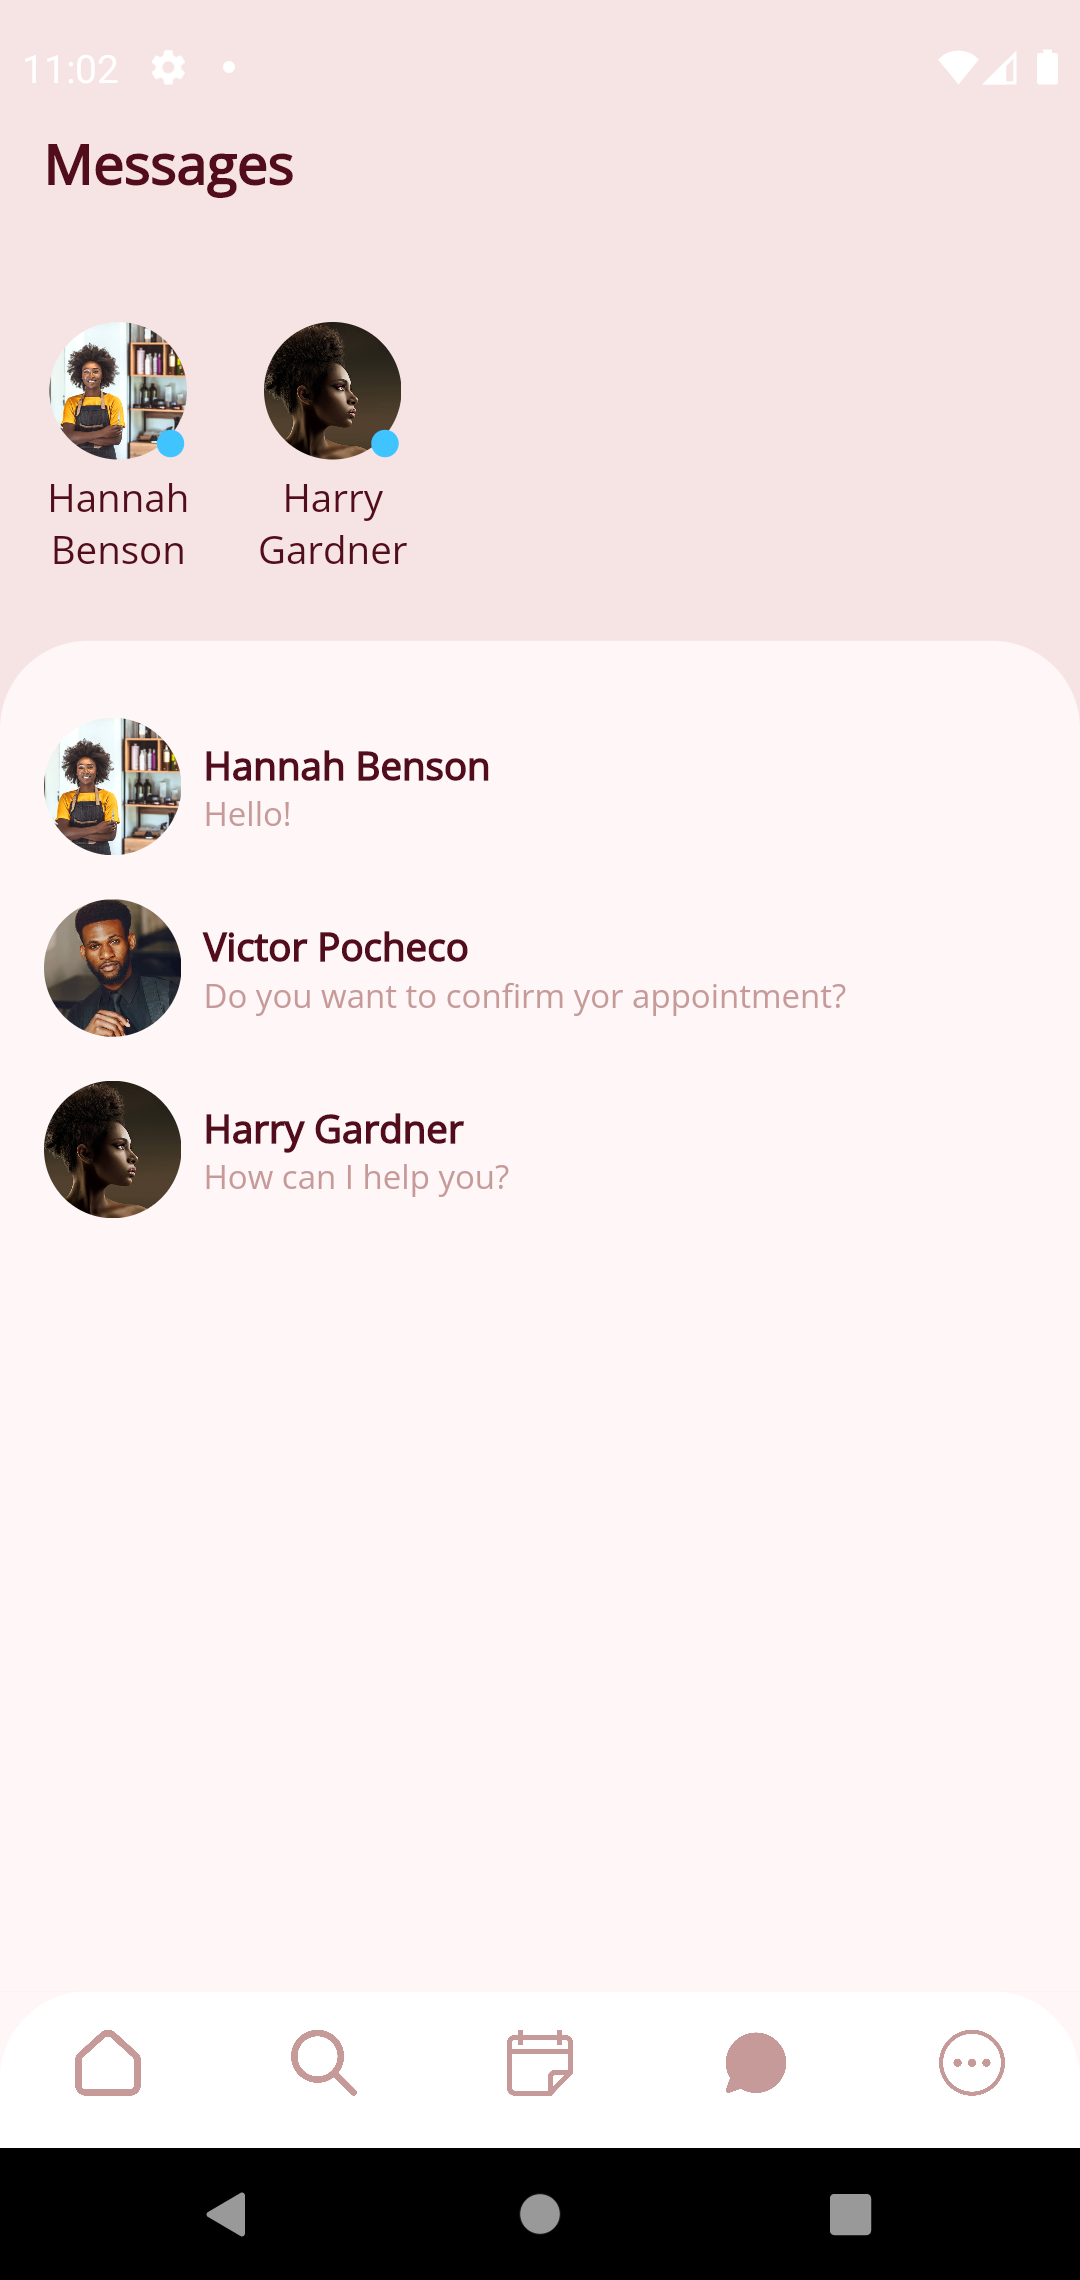 11:02
Messages
Hannah
Benson
Harry
Gardner
Hannah Benson
Hello!
Victor Pocheco
Do you want to confirm yor appointment?
Harry Gardner
How can I help you?